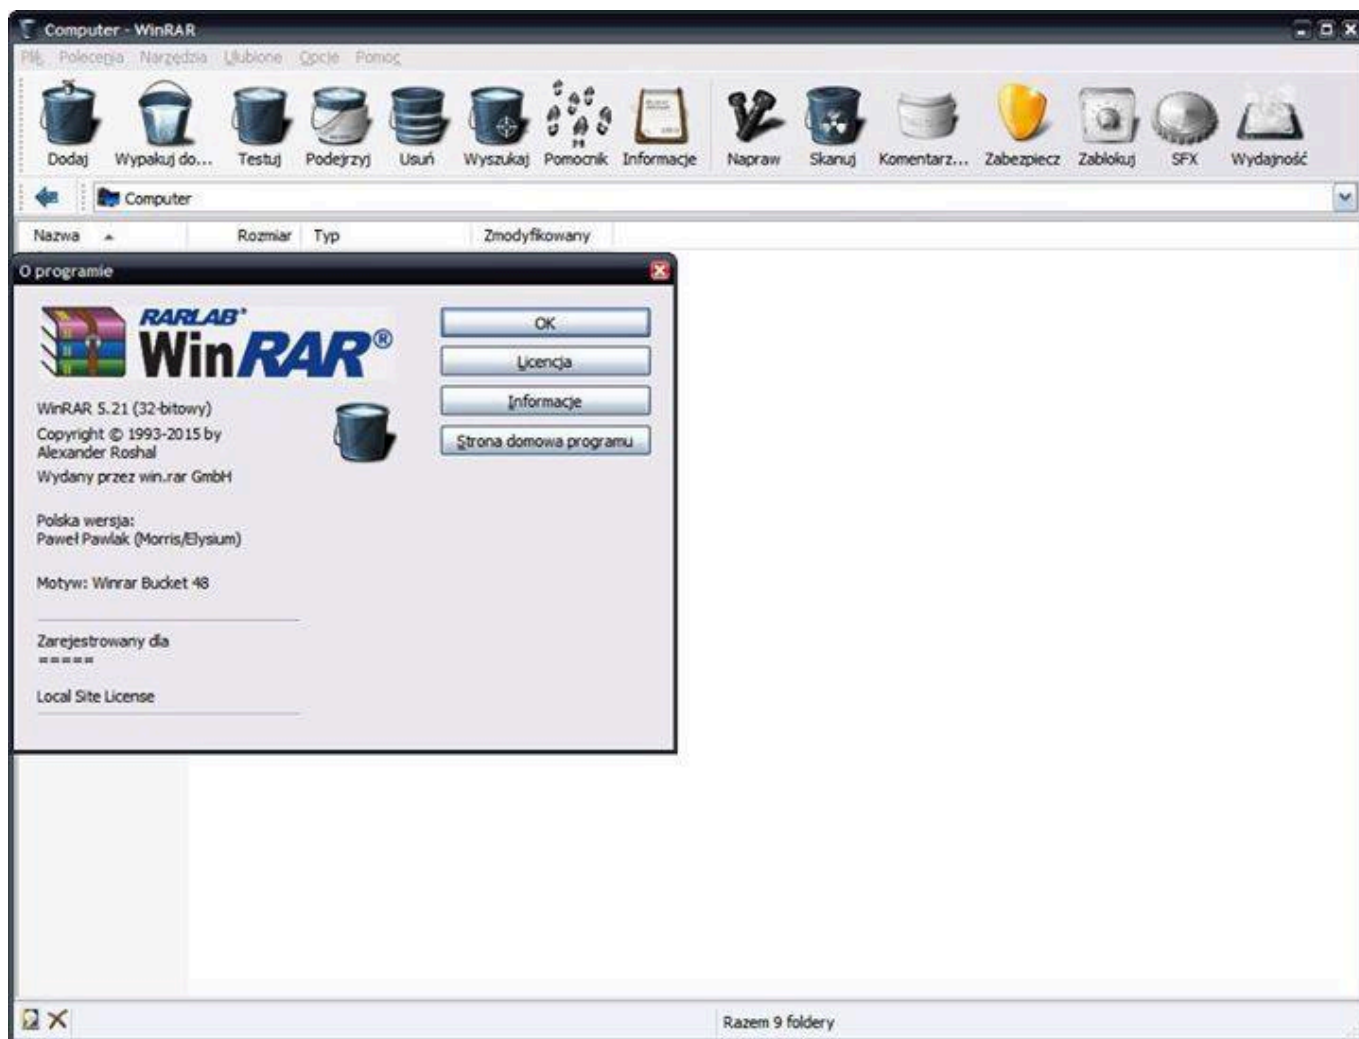 Computer - WinRAR
Plik Polecenia Narzędzia Ulubione Opcje Pomoc
Dodaj Wypakuj do... Testuj Podejrzyj Usuń Wyszukaj Pomocnik Informacje Napraw Skanuj Komentarz... Zabezpiecz Zablokuj SFX Wydajność
Computer
Nazwa Rozmiar Typ Zmodyfikowany
O programie
RARLAB®
WinRAR®
OK
Licencja
Informacje
Strona domowa programu
WinRAR 5.21 (32-bitowy)
Copyright © 1993-2015 by
Alexander Roshal
Wydany przez win.rar GmbH
Polska wersja:
Paweł Pawlak (Morris/Elysium)
Motyw: Winrar Bucket 48
Zarejestrowany dla
=====
Local Site License
Razem 9 foldery